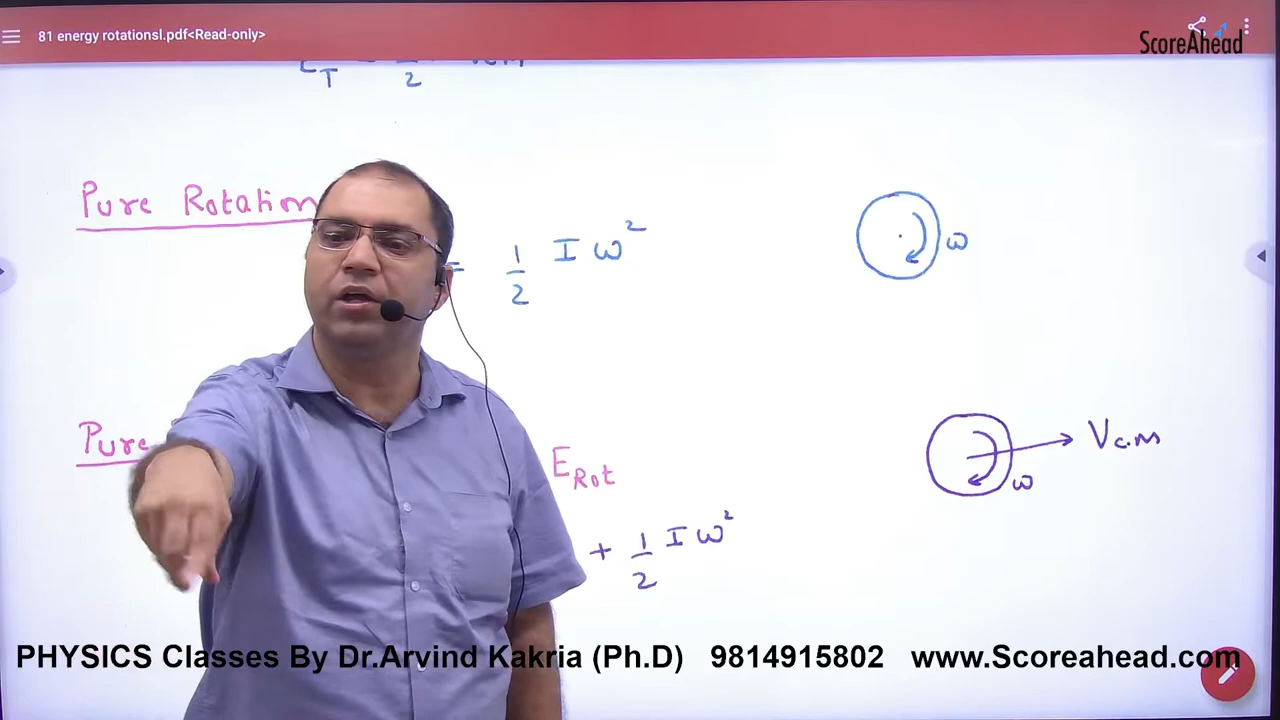 81 energy rotationsl.pdf<Read-only>
ScoreAhead
2
Pure Rotation
= 1/2 I ω²
ω
Pure
E_Rot
V_c.m
ω
+ 1/2 I ω²
PHYSICS Classes By Dr.Arvind Kakria (Ph.D) 9814915802 www.Scoreahead.com